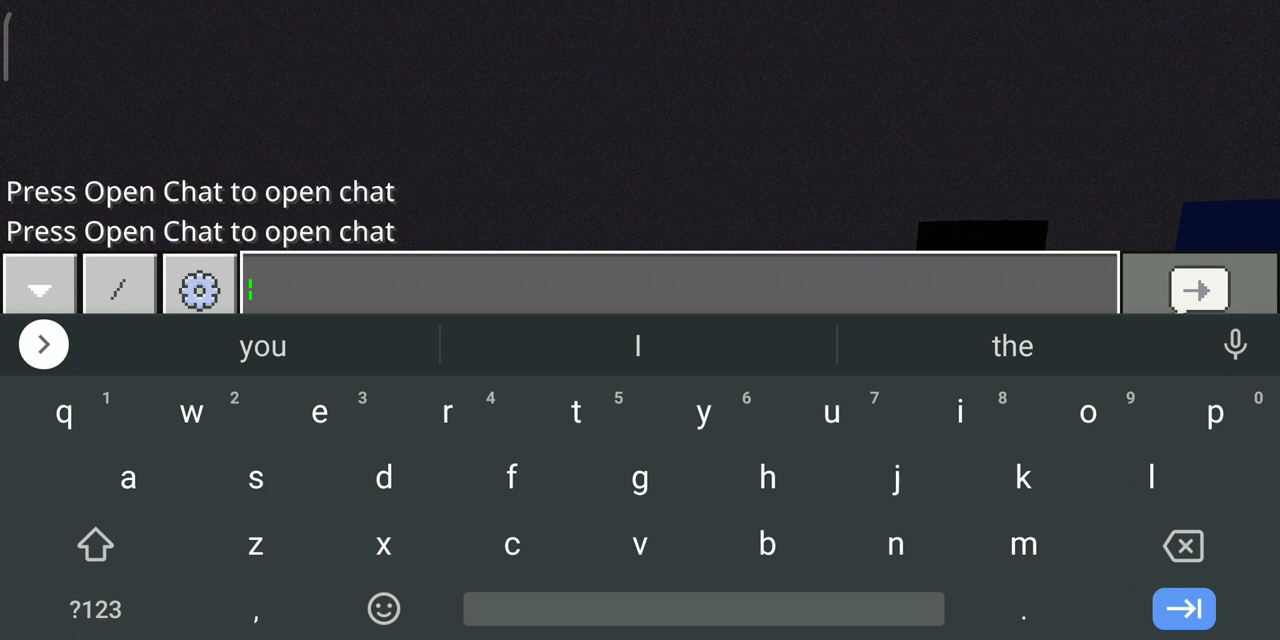 Press Open Chat to open chat
Press Open Chat to open chat
/
you I the
q 1 w 2 e 3 r 4 t 5 y 6 u 7 i 8 o 9 p 0
a s d f g h j k l
z x c v b n m
?123 , .